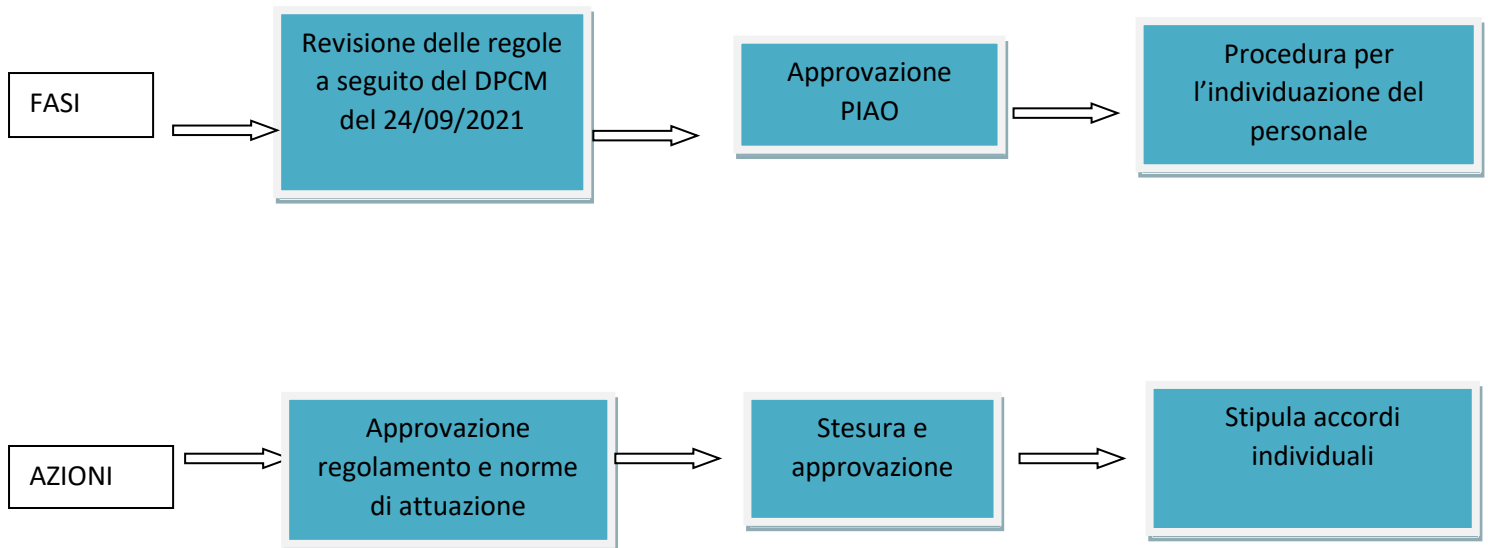 FASI
Revisione delle regole
a seguito del DPCM
del 24/09/2021
Approvazione
PIAO
Procedura per
l’individuazione del
personale
AZIONI
Approvazione
regolamento e norme
di attuazione
Stesura e
approvazione
Stipula accordi
individuali